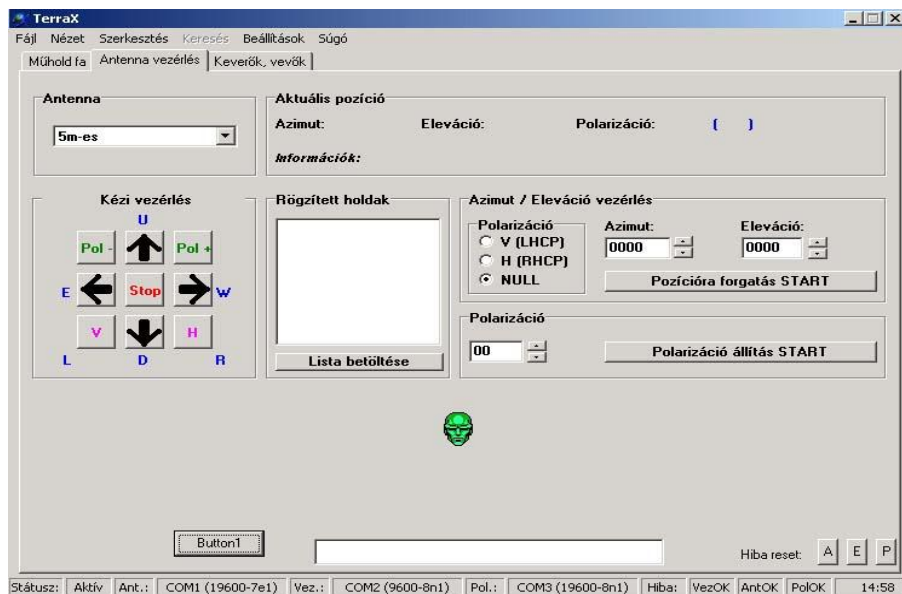 TerraX
Fájl Nézet Szerkesztés Keresés Beállítások Súgó
Műhold fa Antenna vezérlés Keverők, vevők
Antenna
5m-es
Aktuális pozíció
Azimut: Eleváció: Polarizáció: ( )
Információk:
Kézi vezérlés
U
Pol - Pol +
E Stop W
V H
L D R
Rögzített holdak
Lista betöltése
Azimut / Eleváció vezérlés
Polarizáció
V (LHCP)
H (RHCP)
NULL
Azimut: Eleváció:
0000 0000
Pozícióra forgatás START
Polarizáció
00 Polarizáció állítás START
Button1
Hiba reset: A E P
Státusz: Aktív Ant.: COM1 (19600-7e1) Vez.: COM2 (9600-8n1) Pol.: COM3 (19600-8n1) Hiba: VezOK AntOK PolOK 14:58